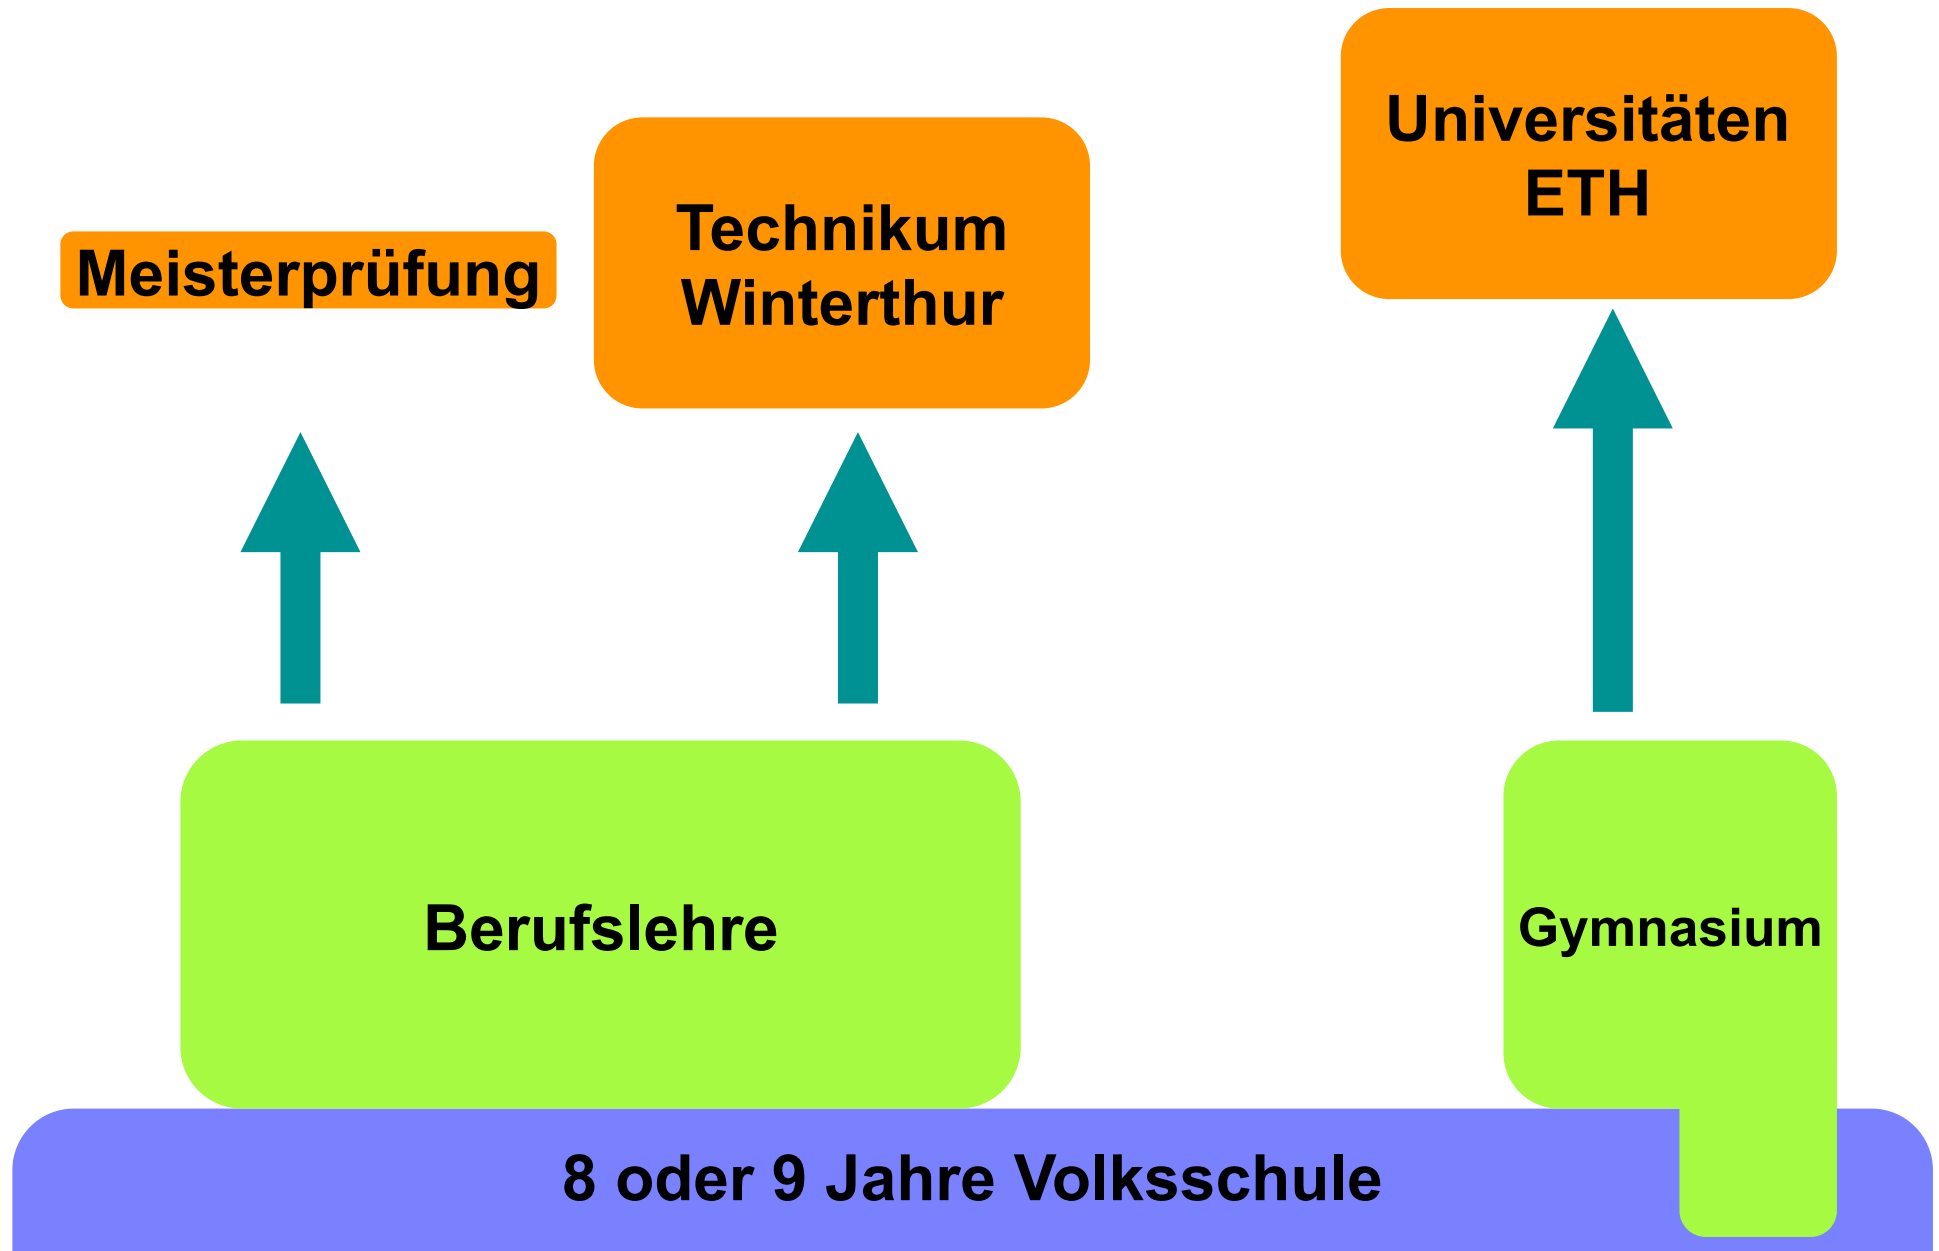 Universitäten
ETH
Technikum
Winterthur
Meisterprüfung
Berufslehre
Gymnasium
8 oder 9 Jahre Volksschule